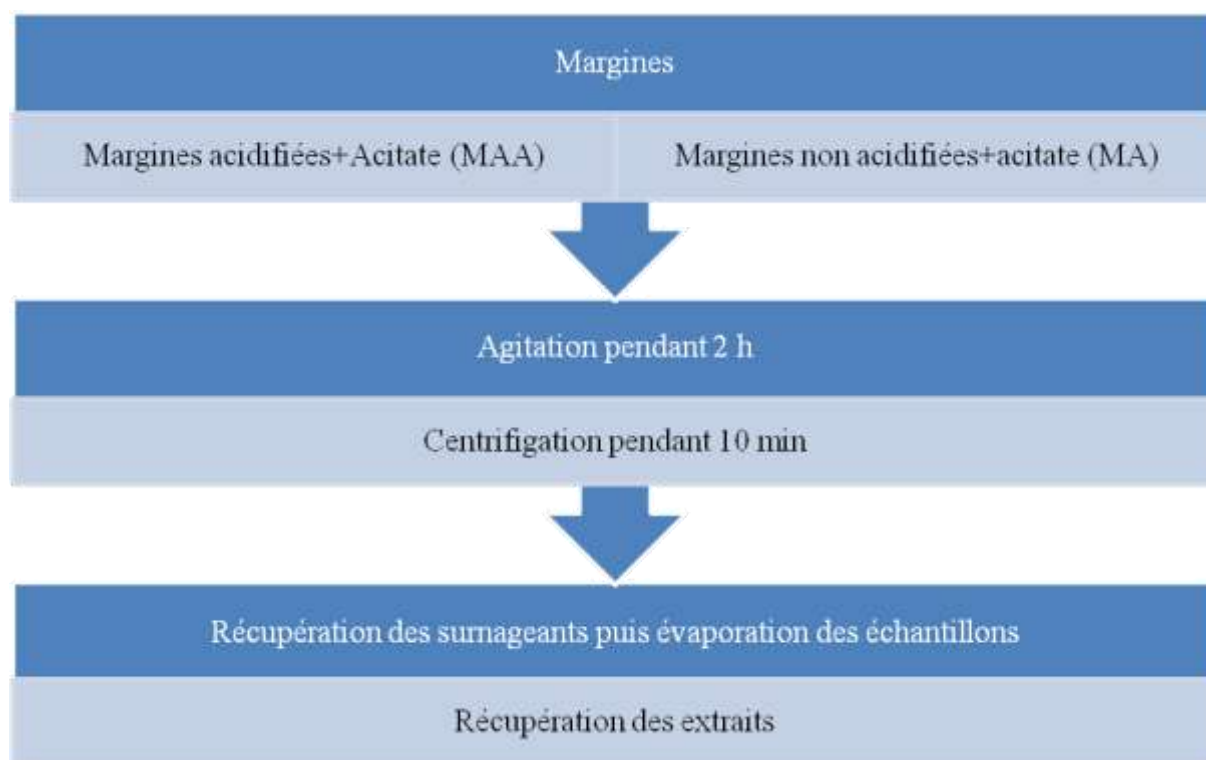 Margines
Margines acidifiées+Acitate (MAA)
Margines non acidifiées+acitate (MA)
Agitation pendant 2 h
Centrifigation pendant 10 min
Récupération des surnageants puis évaporation des échantillons
Récupération des extraits